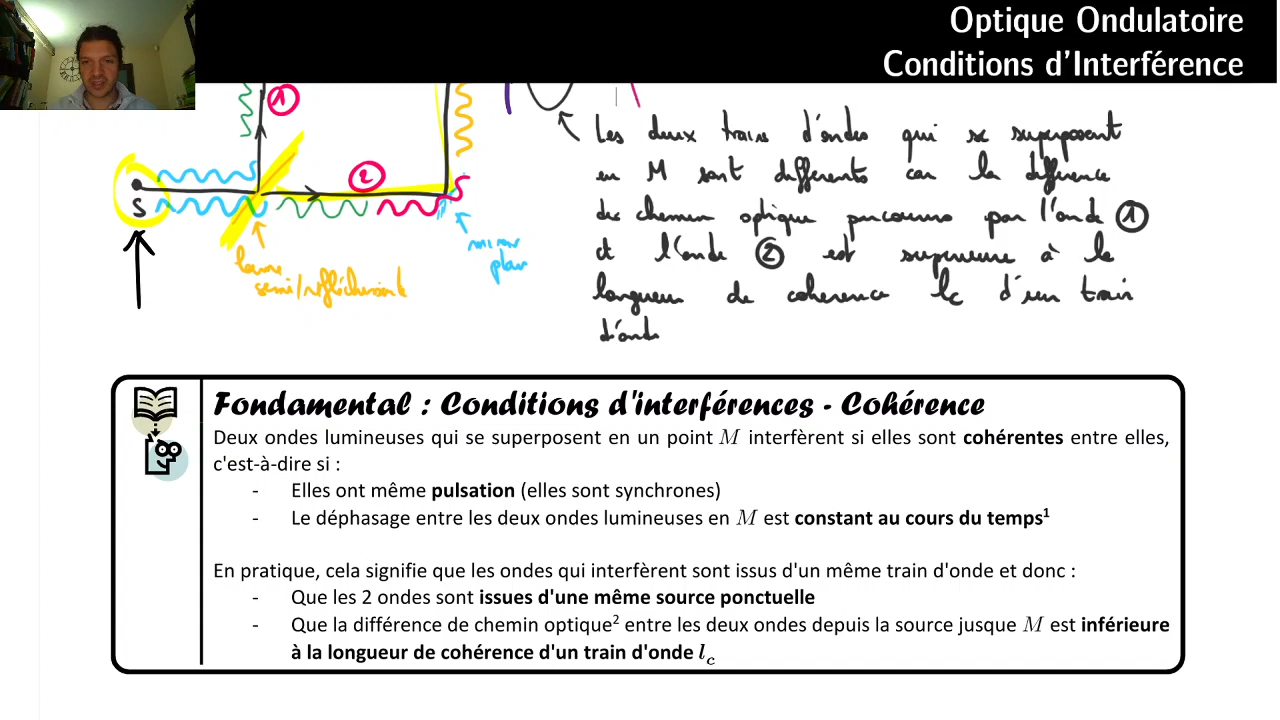 Optique Ondulatoire
Conditions d'Interférence
1
2
S
lame
semi/réfléchissante
miroir
plan
Les deux trains d'ondes qui se superposent
en M sont différents car la différence
des chemin optique parcourus par l'onde 1
et l'onde 2 est superieure à la
longueur de coherence lc d'un train
d'onde
Fondamental : Conditions d'interférences - Cohérence
Deux ondes lumineuses qui se superposent en un point M interfèrent si elles sont cohérentes entre elles,
c'est-à-dire si :
- Elles ont même pulsation (elles sont synchrones)
- Le déphasage entre les deux ondes lumineuses en M est constant au cours du temps¹
En pratique, cela signifie que les ondes qui interfèrent sont issus d'un même train d'onde et donc :
- Que les 2 ondes sont issues d'une même source ponctuelle
- Que la différence de chemin optique² entre les deux ondes depuis la source jusque M est inférieure
à la longueur de cohérence d'un train d'onde lc